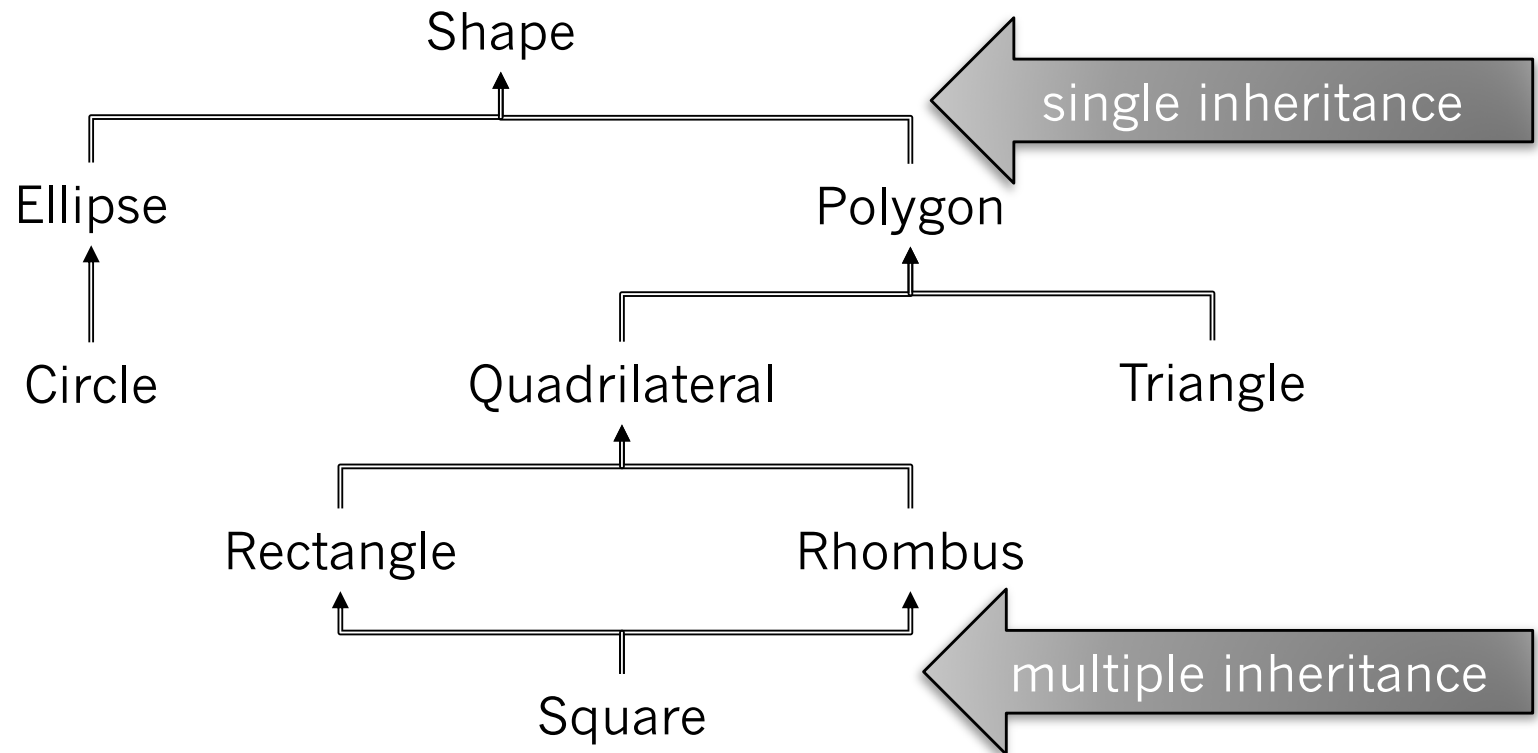 Shape
single inheritance
Ellipse
Polygon
Circle
Quadrilateral
Triangle
Rectangle
Rhombus
multiple inheritance
Square